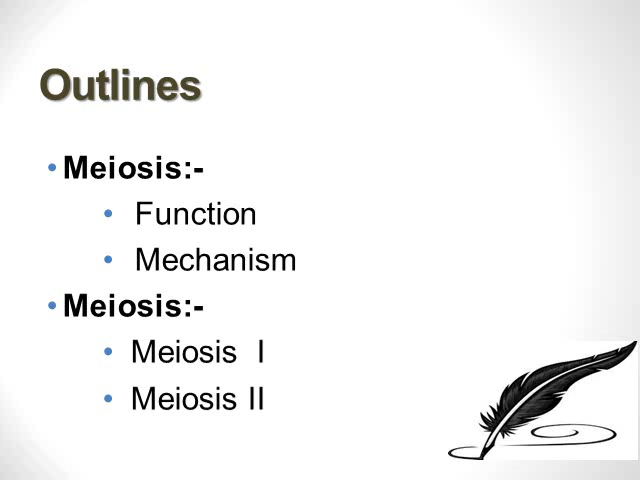 Outlines
• Meiosis:-
• Function
• Mechanism
• Meiosis:-
• Meiosis I
• Meiosis II